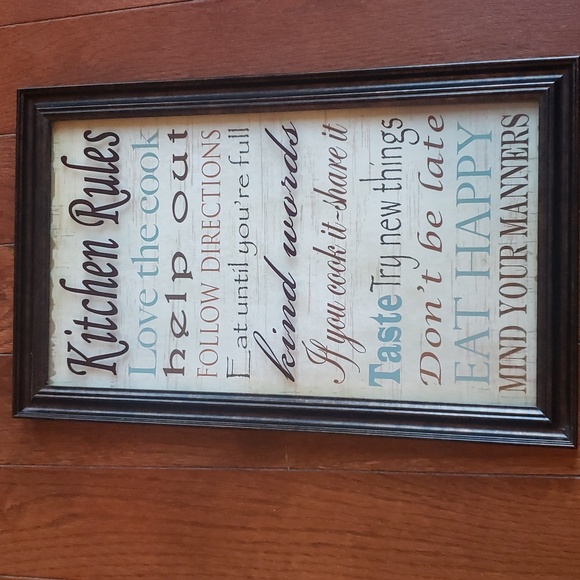 Kitchen Rules
Love the cook
help out
FOLLOW DIRECTIONS
Eat until you're full
kind words
If you cook it-share it
Taste Try new things
Don't be late
EAT HAPPY
MIND YOUR MANNERS